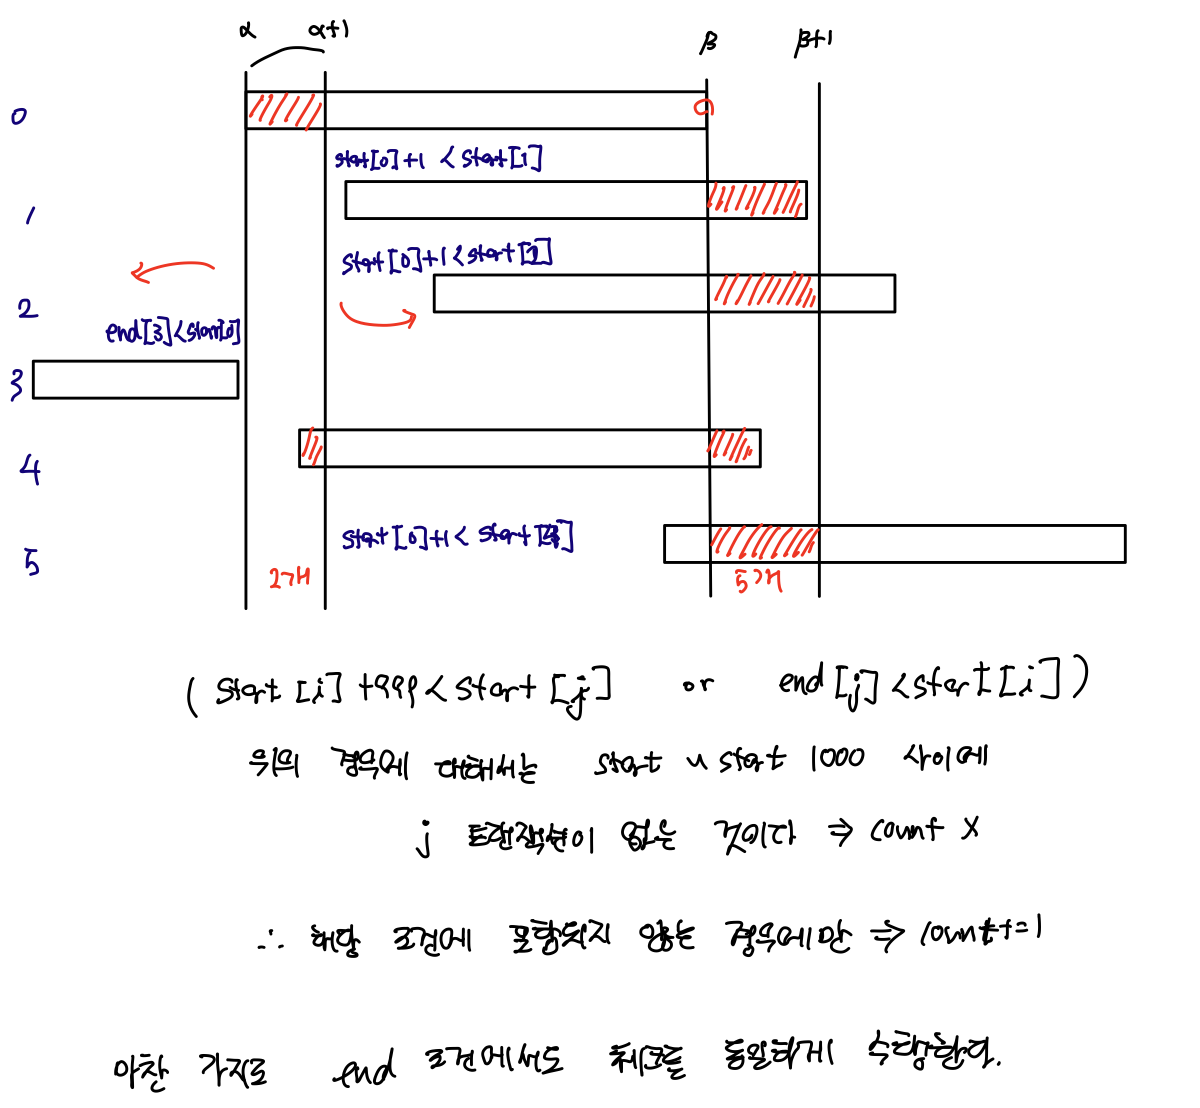 α α+1 β β+1
0
start[0]+1 < start[1]
1
start[0]+1 < start[2]
2
end[3] < start[0]
3
4
start[0]+1 < start[5]
5
2개 5개
( start [i] +999 < start [j] or end[j] < start[i] )
위의 경우에 대해서는 start ~ start 1000 사이에
j 트랜잭션이 없는 것이다 ⇒ count X
∴ 해당 조건에 포함되지 않는 경우에만 ⇒ count+=1
마찬 가지로 end 조건에서도 체크를 동일하게 수행한다.